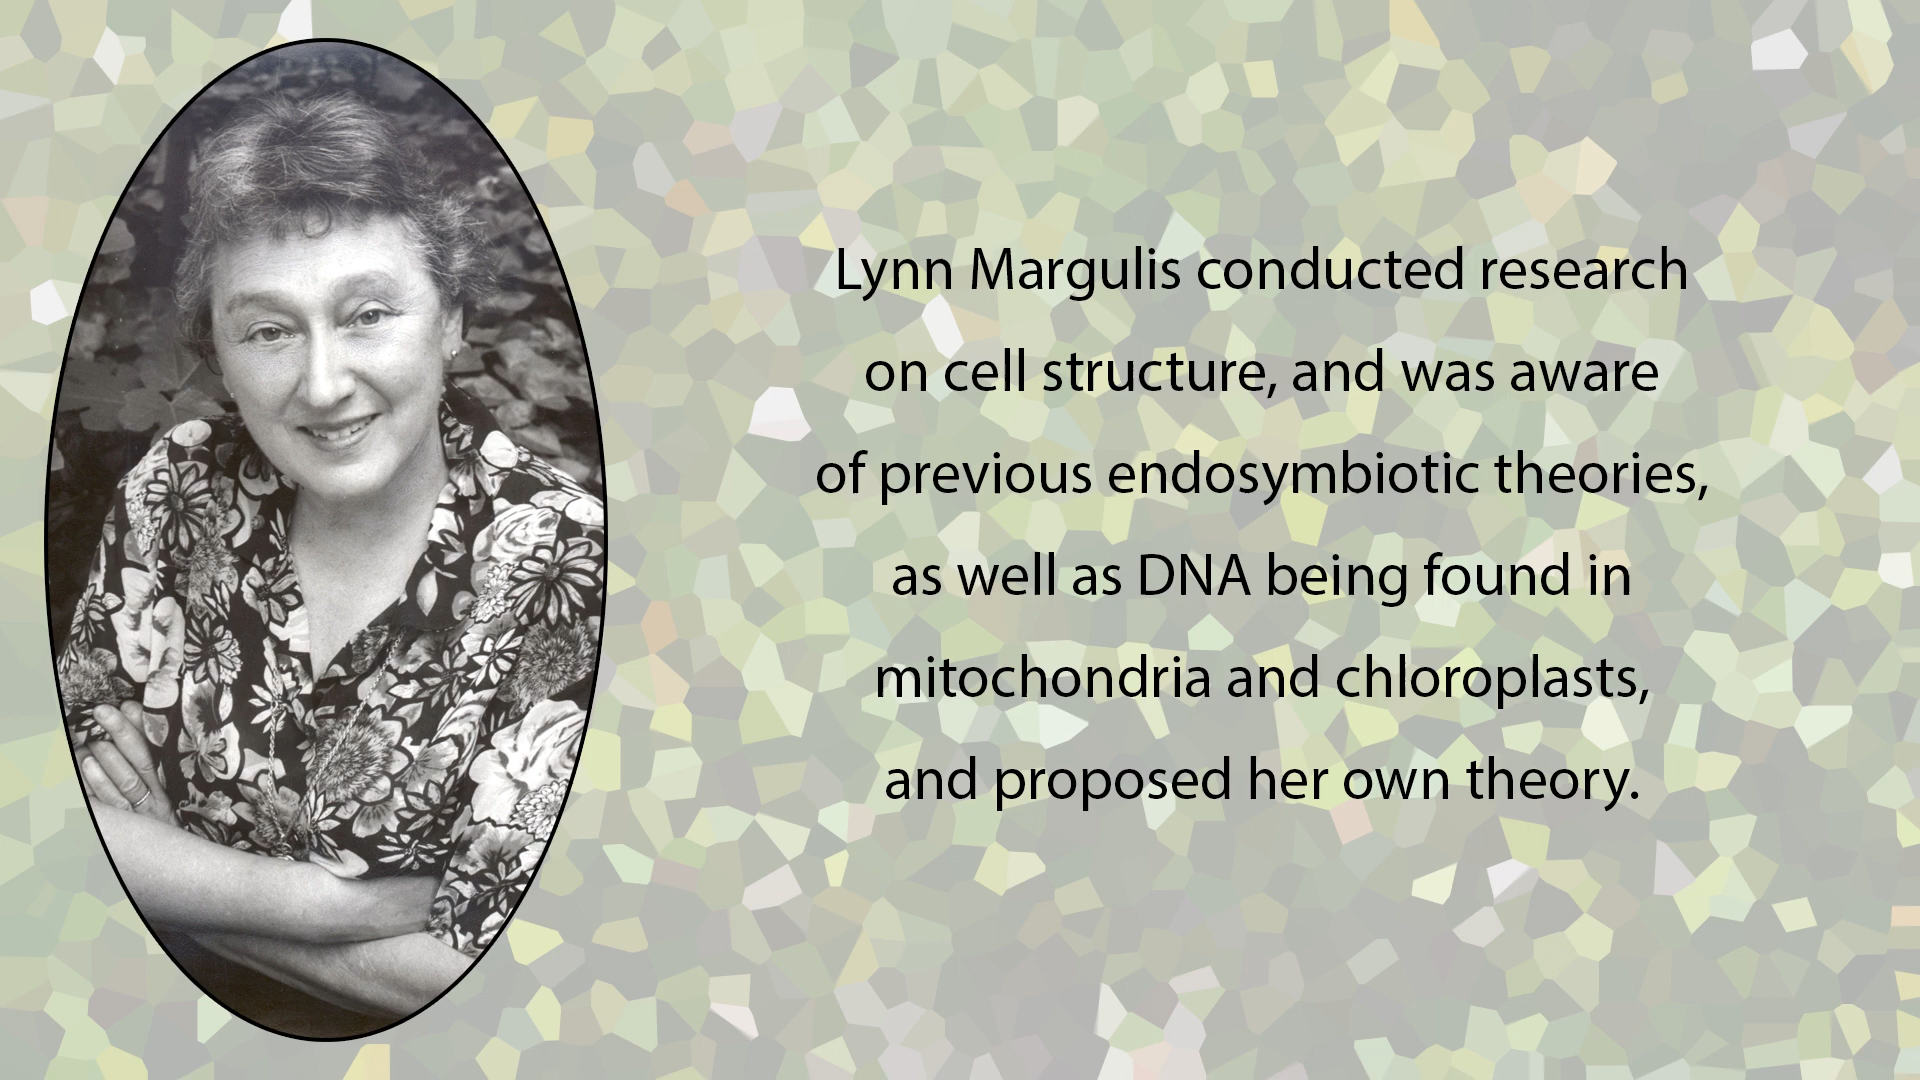 Lynn Margulis conducted research
on cell structure, and was aware
of previous endosymbiotic theories,
as well as DNA being found in
mitochondria and chloroplasts,
and proposed her own theory.